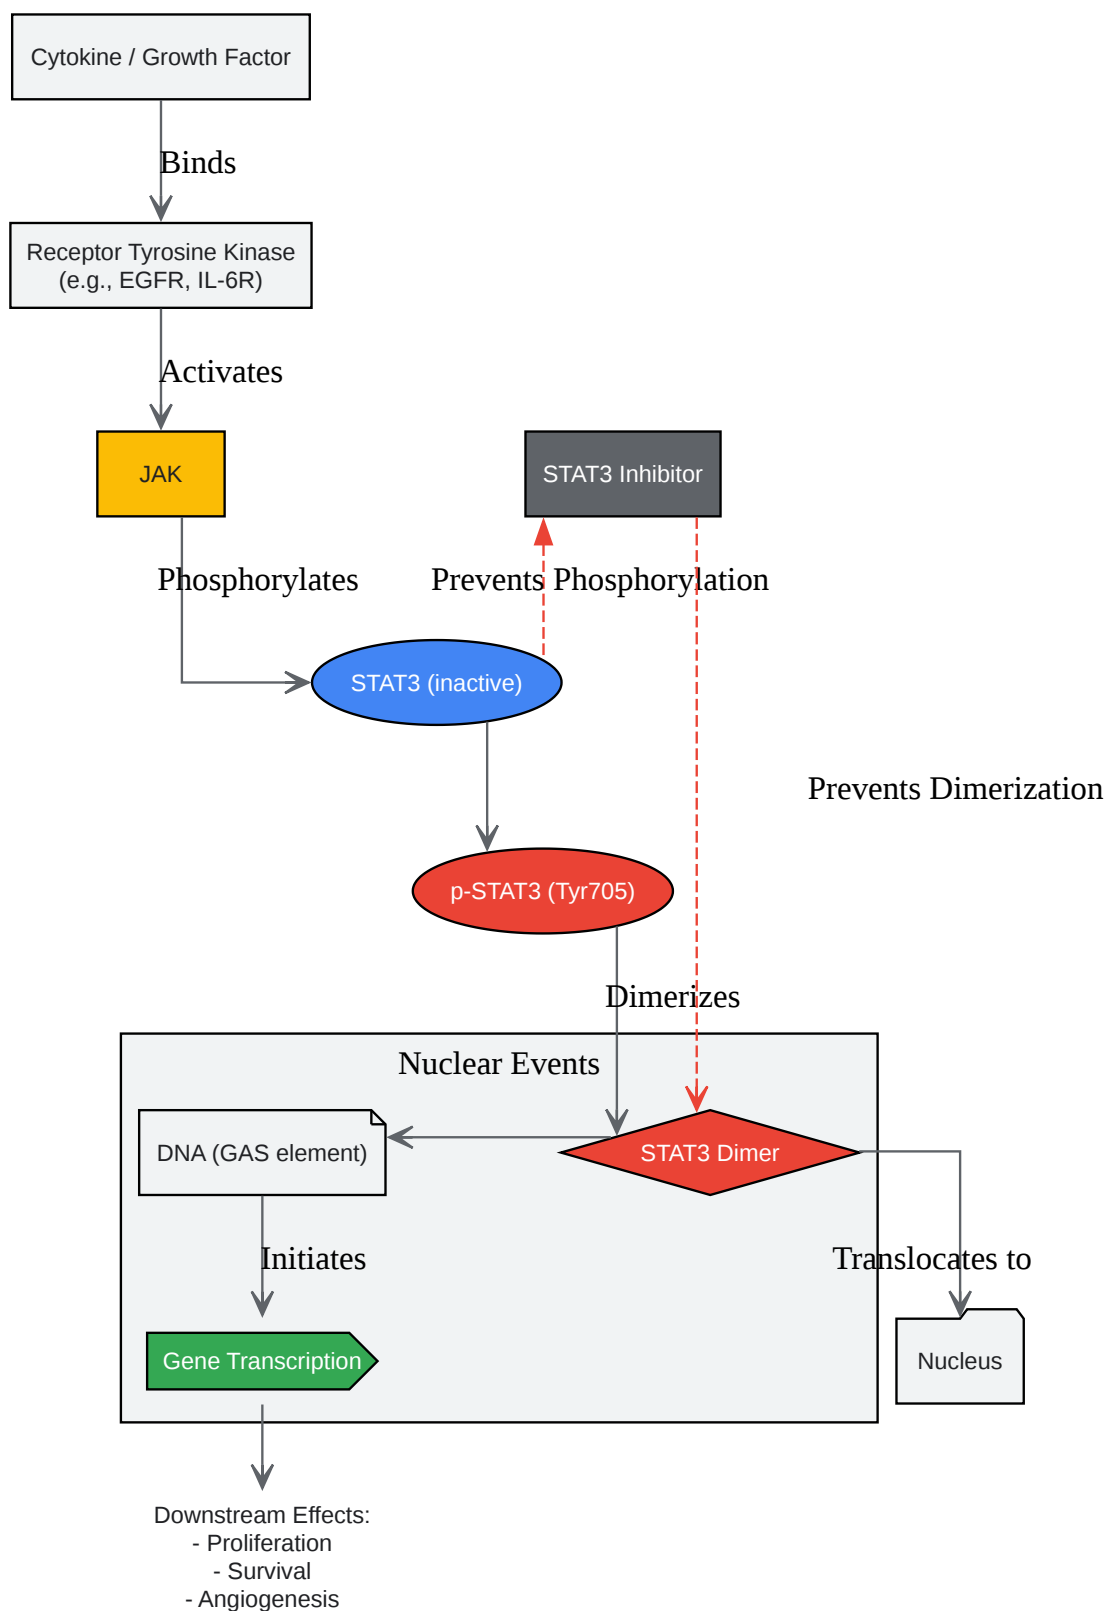 Cytokine / Growth Factor
Binds
Receptor Tyrosine Kinase
(e.g., EGFR, IL-6R)
Activates
JAK
STAT3 Inhibitor
Phosphorylates
Prevents Phosphorylation
STAT3 (inactive)
Prevents Dimerization
p-STAT3 (Tyr705)
Dimerizes
Nuclear Events
DNA (GAS element)
STAT3 Dimer
Initiates
Translocates to
Gene Transcription
Nucleus
Downstream Effects:
- Proliferation
- Survival
- Angiogenesis